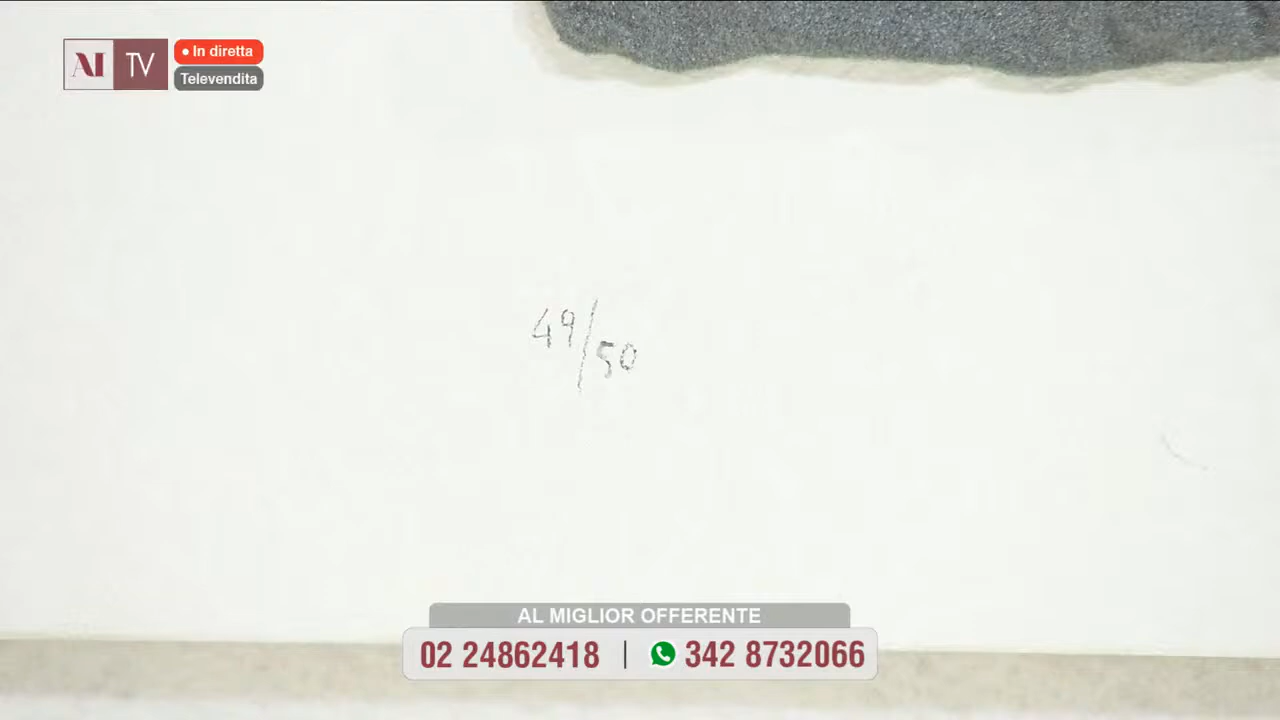 AI TV
• In diretta
Televendita
49/50
AL MIGLIOR OFFERENTE
02 24862418 | 342 8732066